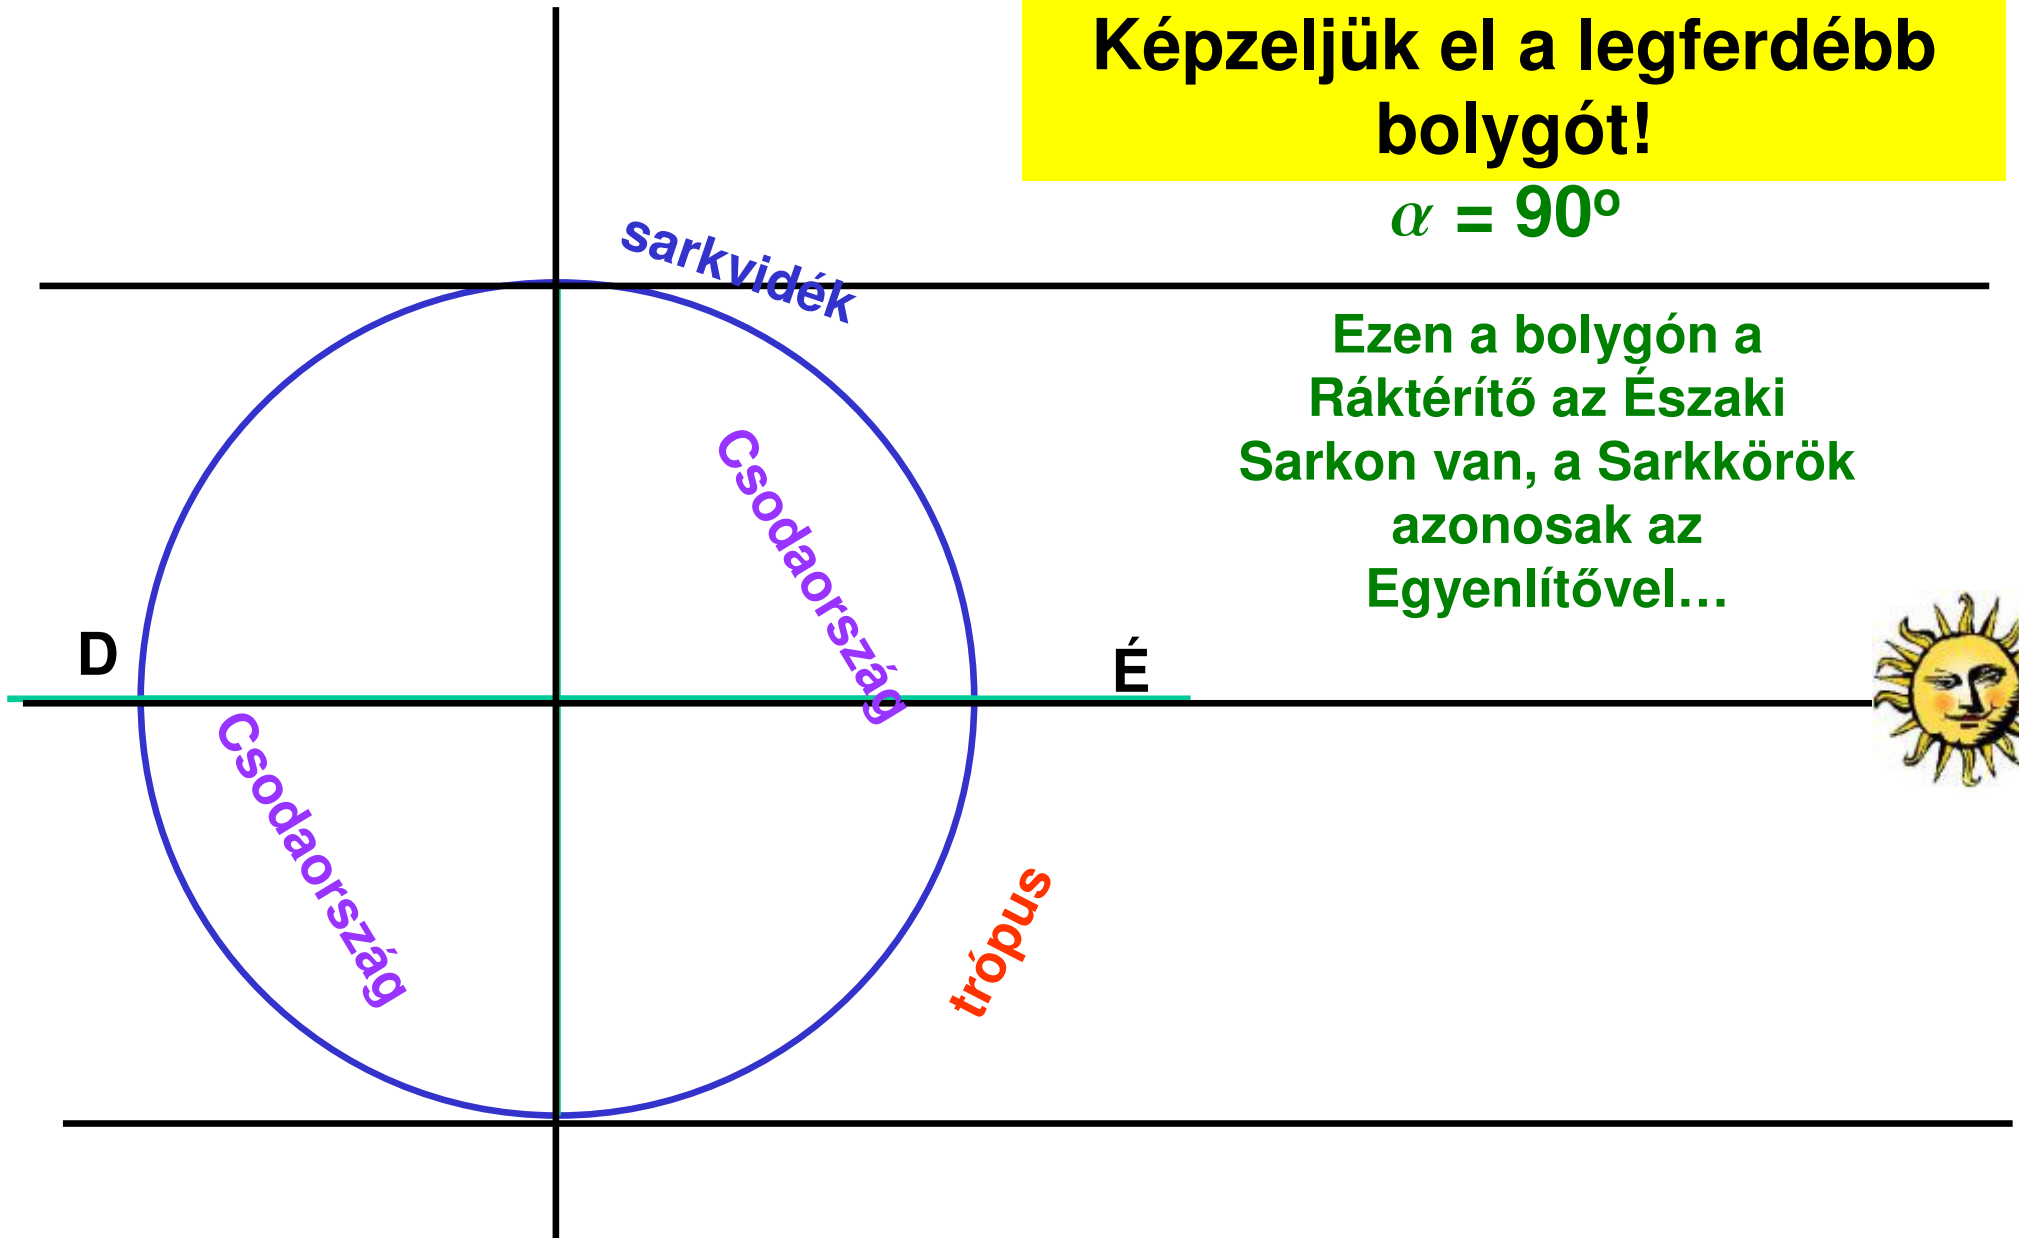 Képzeljük el a legferdébb
bolygót!
α = 90º
sarkvidék
Ezen a bolygón a
Ráktérítő az Északi
Sarkon van, a Sarkkörök
azonosak az
Egyenlítővel…
Csodaország
D
É
Csodaország
trópus